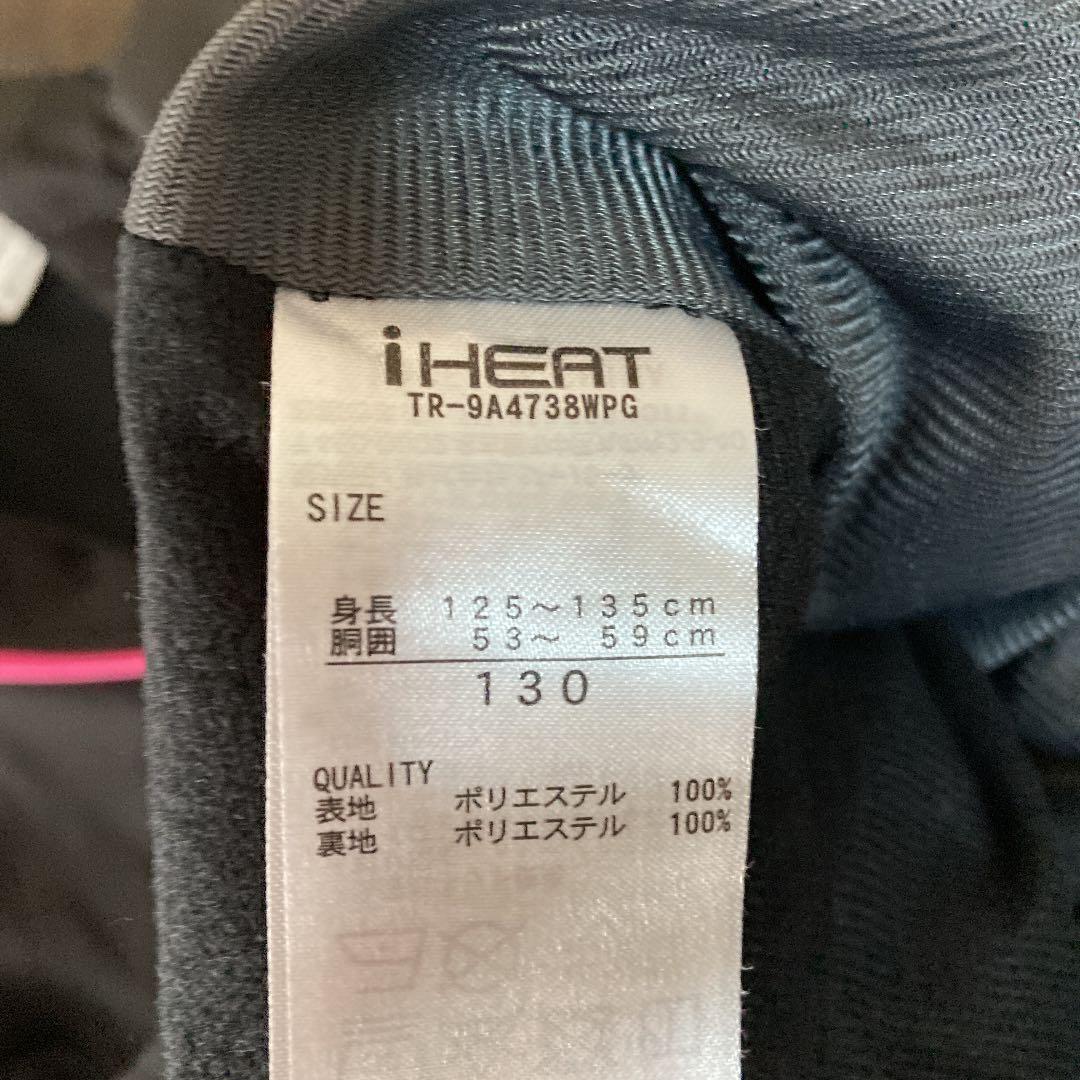 iHEAT
TR-9A4738WPG
SIZE
身長 125～135cm
胴囲 53～ 59cm
130
QUALITY
表地 ポリエステル 100%
裏地 ポリエステル 100%